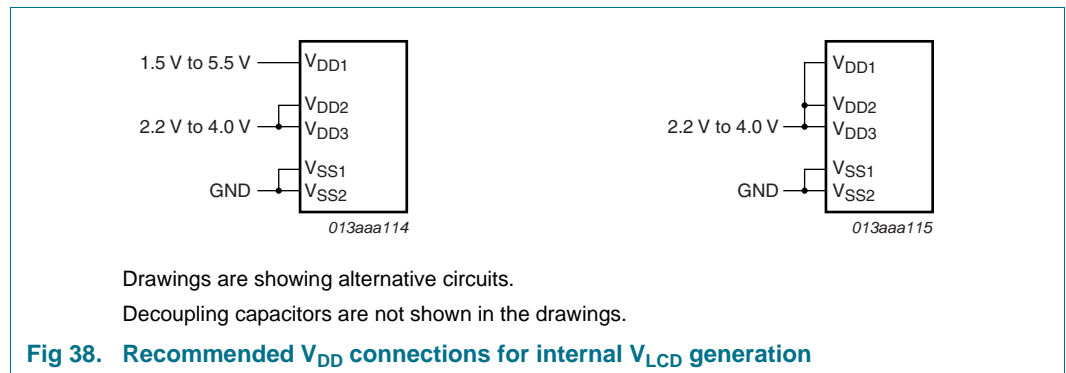 1.5 V to 5.5 V
VDD1
VDD2
2.2 V to 4.0 V
VDD3
VSS1
GND
VSS2
013aaa114
VDD1
VDD2
2.2 V to 4.0 V
VDD3
VSS1
GND
VSS2
013aaa115
Drawings are showing alternative circuits.
Decoupling capacitors are not shown in the drawings.
Fig 38. Recommended VDD connections for internal VLCD generation